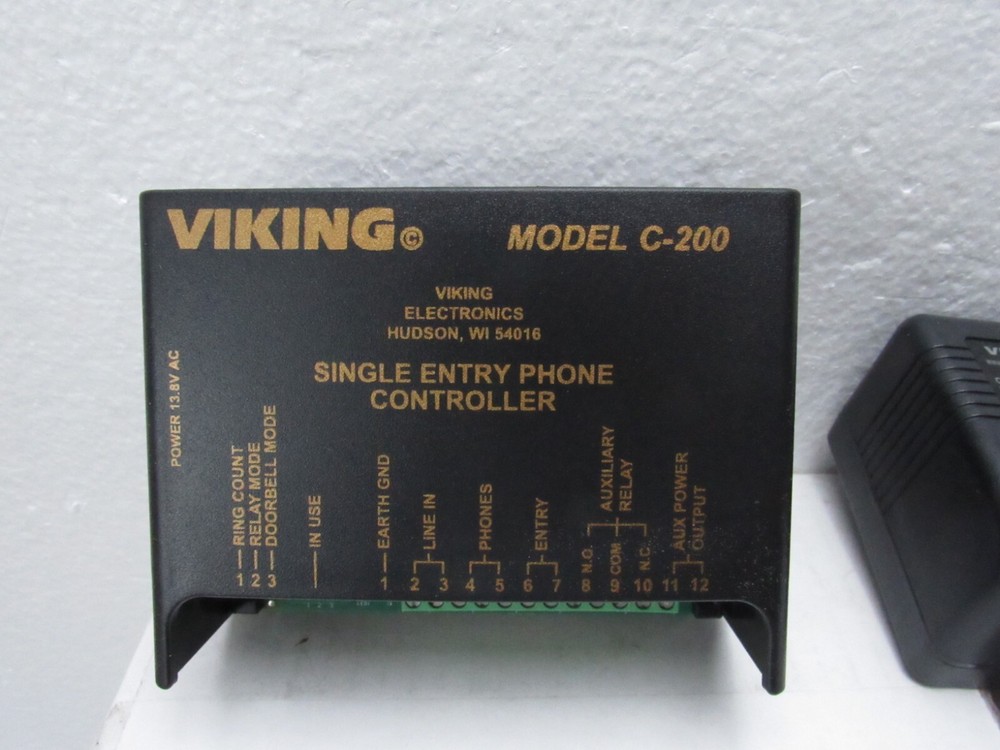 VIKING©
MODEL C-200
VIKING
ELECTRONICS
HUDSON, WI 54016
SINGLE ENTRY PHONE
CONTROLLER
POWER 13.8V AC
RING COUNT
RELAY MODE
DOORBELL MODE
IN USE
EARTH GND
LINE IN
PHONES
ENTRY
AUXILIARY
RELAY
N.O.
COM
N.C.
AUX POWER
OUTPUT
1 2 3 1 2 3 4 5 6 7 8 9 10 11 12